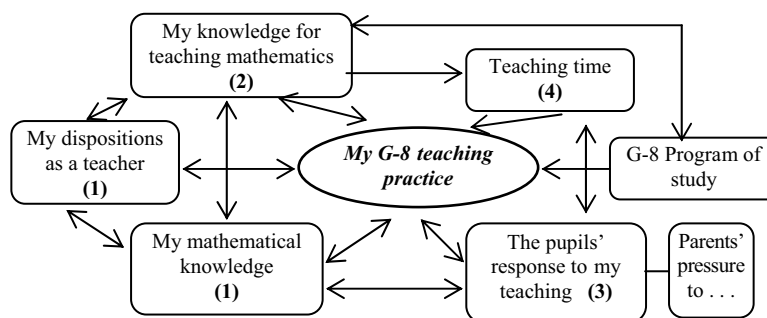 My knowledge for
teaching mathematics
(2)
Teaching time
(4)
My dispositions
as a teacher
(1)
My G-8 teaching
practice
G-8 Program of
study
My mathematical
knowledge
(1)
The pupils'
response to my
teaching (3)
Parents'
pressure
to . . .